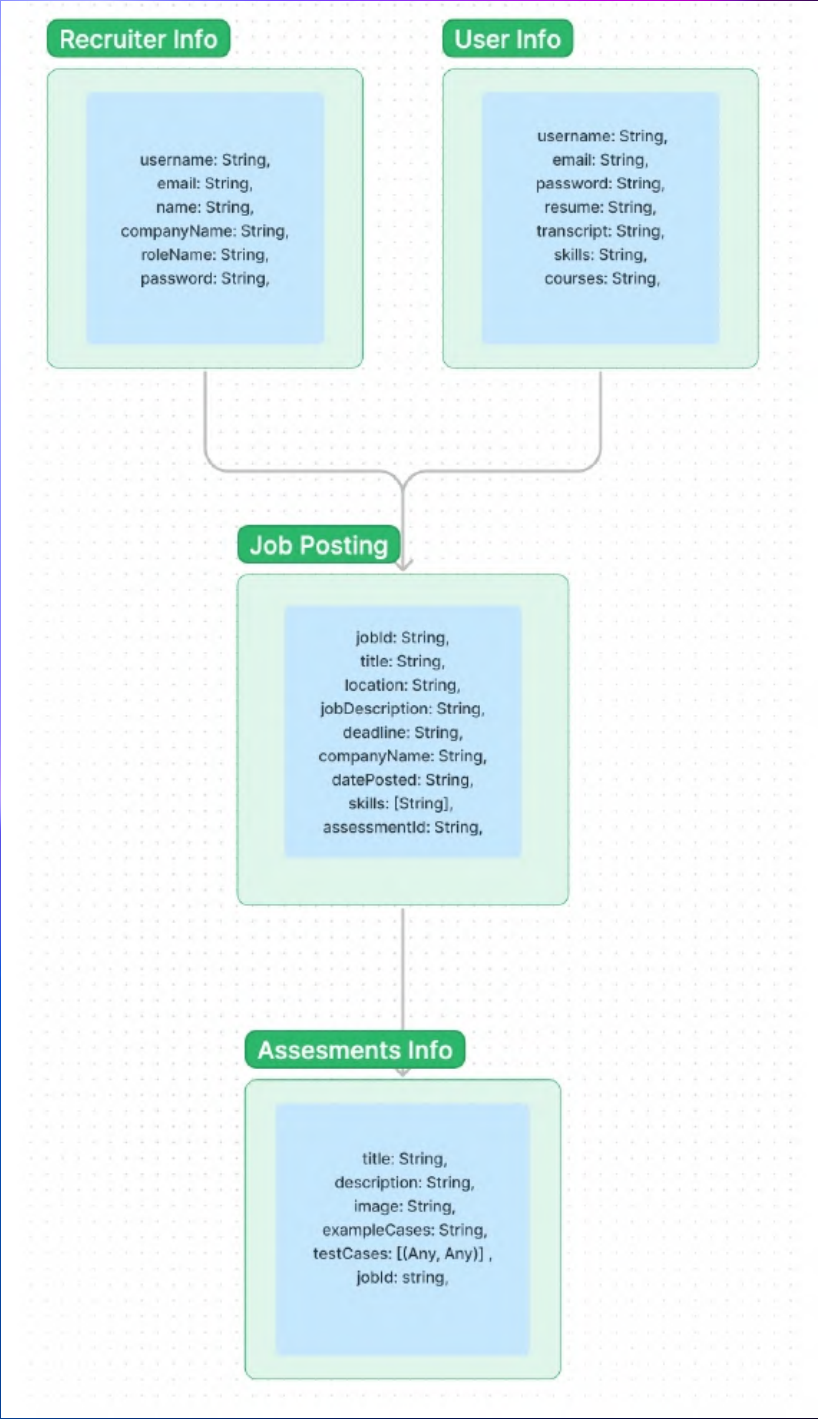 Recruiter Info
username: String,
email: String,
name: String,
companyName: String,
roleName: String,
password: String,
User Info
username: String,
email: String,
password: String,
resume: String,
transcript: String,
skills: String,
courses: String,
Job Posting
jobId: String,
title: String,
location: String,
jobDescription: String,
deadline: String,
companyName: String,
datePosted: String,
skills: [String],
assessmentId: String,
Assesments Info
title: String,
description: String,
image: String,
exampleCases: String,
testCases: [(Any, Any)] ,
jobId: string,